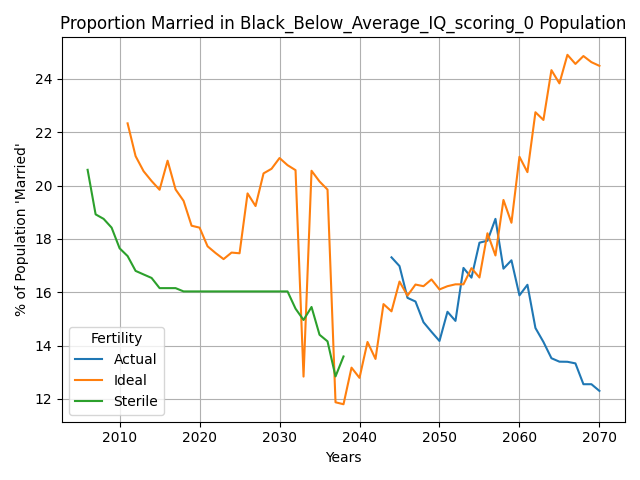 Proportion Married in Black_Below_Average_IQ_scoring_0 Population
% of Population 'Married'
24
22
20
18
16
14
12
Fertility
Actual
Ideal
Sterile
2010 2020 2030 2040 2050 2060 2070
Years